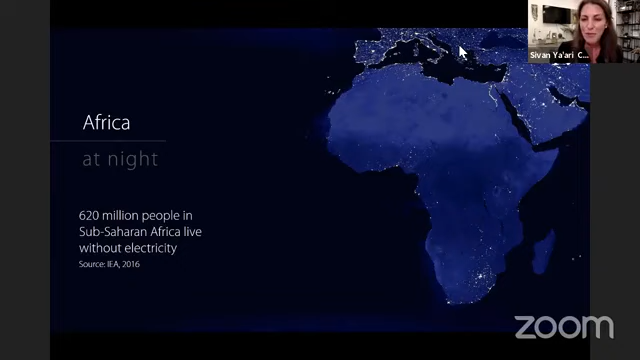 Sivan Ya'ari C...
Africa
at night
620 million people in
Sub-Saharan Africa live
without electricity
Source: IEA, 2016
zoom